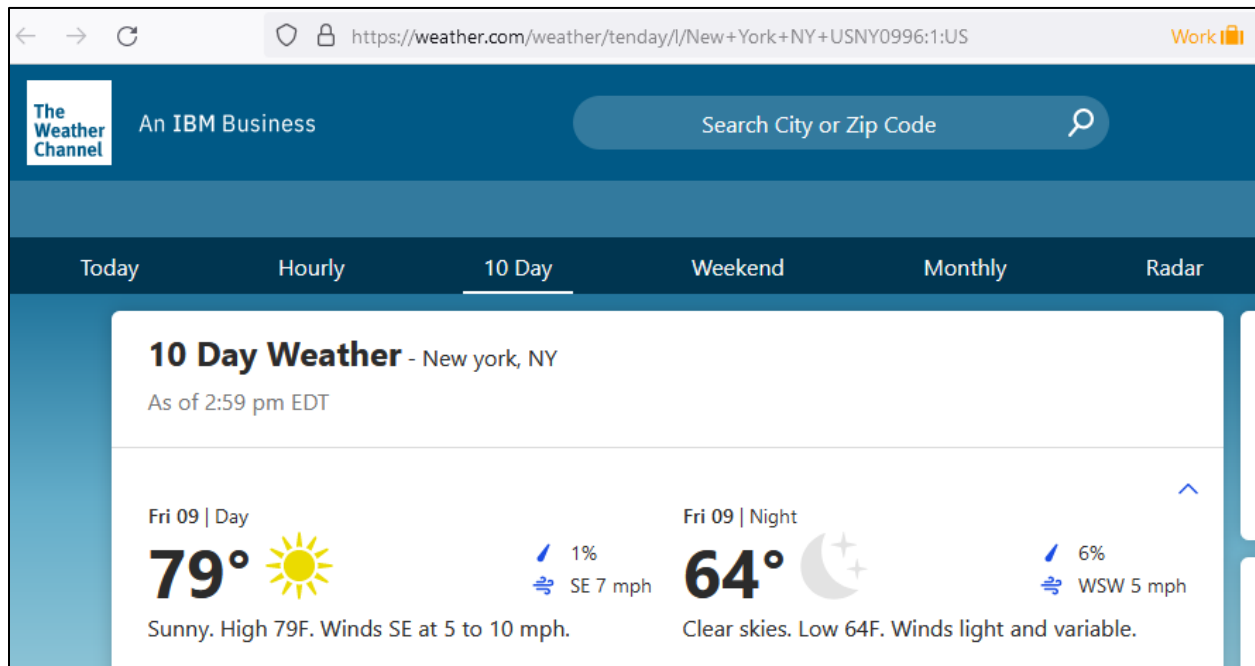 https://weather.com/weather/tenday/l/New+York+NY+USNY0996:1:US
Work
The
Weather
Channel
An IBM Business
Search City or Zip Code
Today
Hourly
10 Day
Weekend
Monthly
Radar
10 Day Weather - New york, NY
As of 2:59 pm EDT
Fri 09 | Day
79°
1%
SE 7 mph
Sunny. High 79F. Winds SE at 5 to 10 mph.
Fri 09 | Night
64°
6%
WSW 5 mph
Clear skies. Low 64F. Winds light and variable.